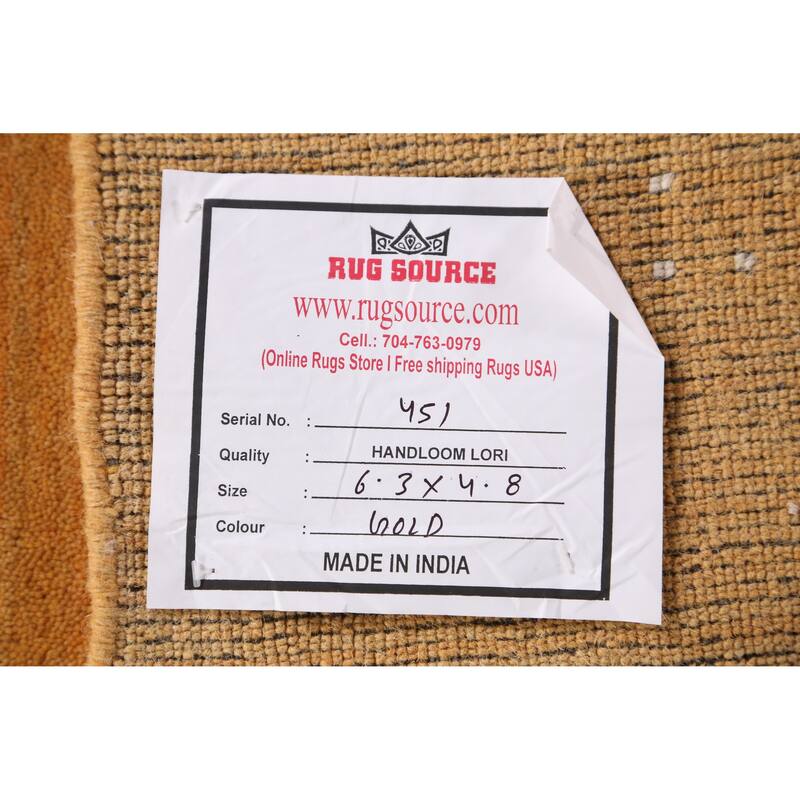 RUG SOURCE
www.rugsource.com
Cell.: 704-763-0979
(Online Rugs Store I Free shipping Rugs USA)
Serial No. : 451
Quality : HANDLOOM LORI
Size : 6.3 X 4.8
Colour : GOLD
MADE IN INDIA